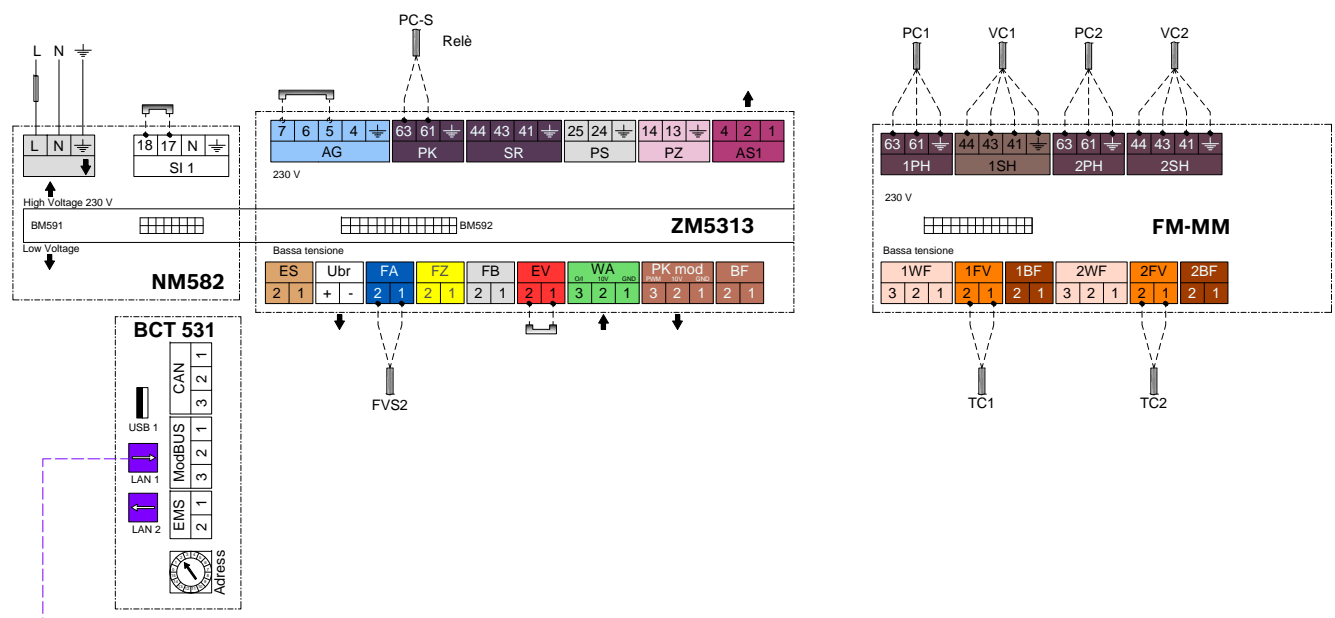 PC-S
Relè
PC1 VC1 PC2 VC2
L N
7 6 5 4 63 61 44 43 41 25 24 14 13 4 2 1
AG PK SR PS PZ AS1
230 V
L N
18 17 N
SI 1
63 61 44 43 41 63 61 44 43 41
1PH 1SH 2PH 2SH
230 V
High Voltage 230 V
BM591
BM592
ZM5313
FM-MM
Low Voltage
NM582
Bassa tensione
ES Ubr FA FZ FB EV WA PK mod BF
O/I 10V GND PWM 10V GND
2 1 + - 2 1 2 1 2 1 2 1 3 2 1 3 2 1 2 1
Bassa tensione
1WF 1FV 1BF 2WF 2FV 2BF
3 2 1 2 1 2 1 3 2 1 2 1 2 1
FVS2
TC1 TC2
BCT 531
CAN
1
2
3
USB 1
ModBUS
1
2
3
LAN 1
EMS
1
2
LAN 2
Adress